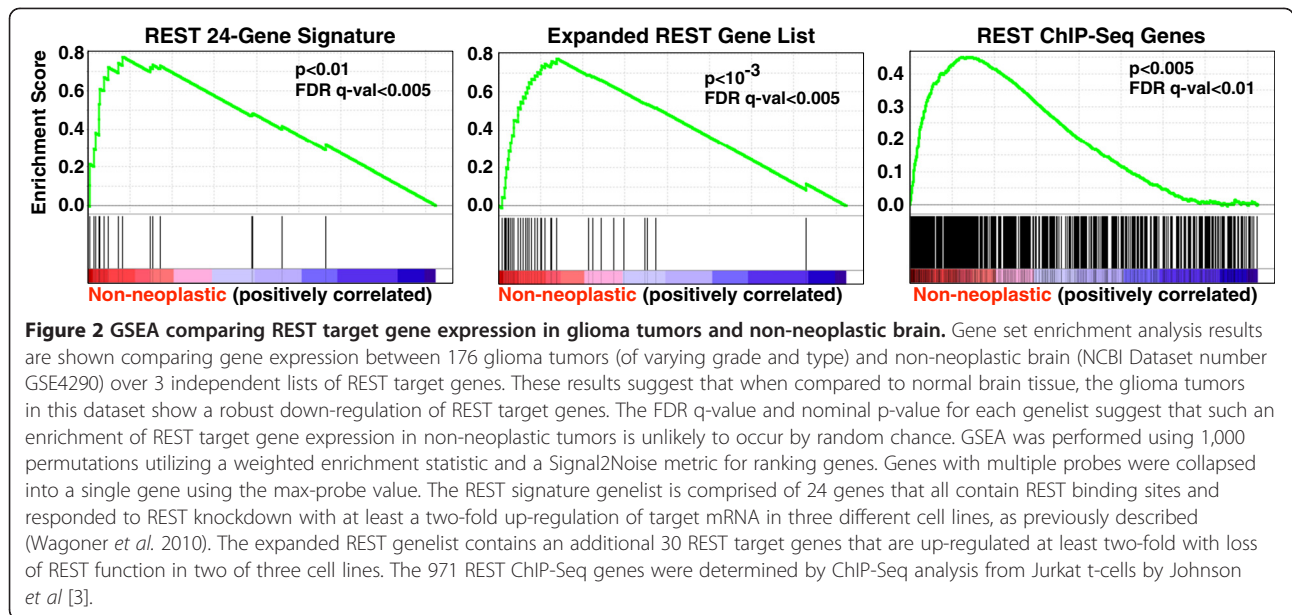 REST 24-Gene Signature
Expanded REST Gene List
REST ChIP-Seq Genes
Enrichment Score
0.8
0.6
0.4
0.2
0.0
p<0.01
FDR q-val<0.005
0.8
0.6
0.4
0.2
0.0
p<10⁻³
FDR q-val<0.005
0.4
0.3
0.2
0.1
0.0
p<0.005
FDR q-val<0.01
Non-neoplastic (positively correlated)
Non-neoplastic (positively correlated)
Non-neoplastic (positively correlated)
Figure 2 GSEA comparing REST target gene expression in glioma tumors and non-neoplastic brain. Gene set enrichment analysis results
are shown comparing gene expression between 176 glioma tumors (of varying grade and type) and non-neoplastic brain (NCBI Dataset number
GSE4290) over 3 independent lists of REST target genes. These results suggest that when compared to normal brain tissue, the glioma tumors
in this dataset show a robust down-regulation of REST target genes. The FDR q-value and nominal p-value for each genelist suggest that such an
enrichment of REST target gene expression in non-neoplastic tumors is unlikely to occur by random chance. GSEA was performed using 1,000
permutations utilizing a weighted enrichment statistic and a Signal2Noise metric for ranking genes. Genes with multiple probes were collapsed
into a single gene using the max-probe value. The REST signature genelist is comprised of 24 genes that all contain REST binding sites and
responded to REST knockdown with at least a two-fold up-regulation of target mRNA in three different cell lines, as previously described
(Wagoner et al. 2010). The expanded REST genelist contains an additional 30 REST target genes that are up-regulated at least two-fold with loss
of REST function in two of three cell lines. The 971 REST ChIP-Seq genes were determined by ChIP-Seq analysis from Jurkat t-cells by Johnson
et al [3].